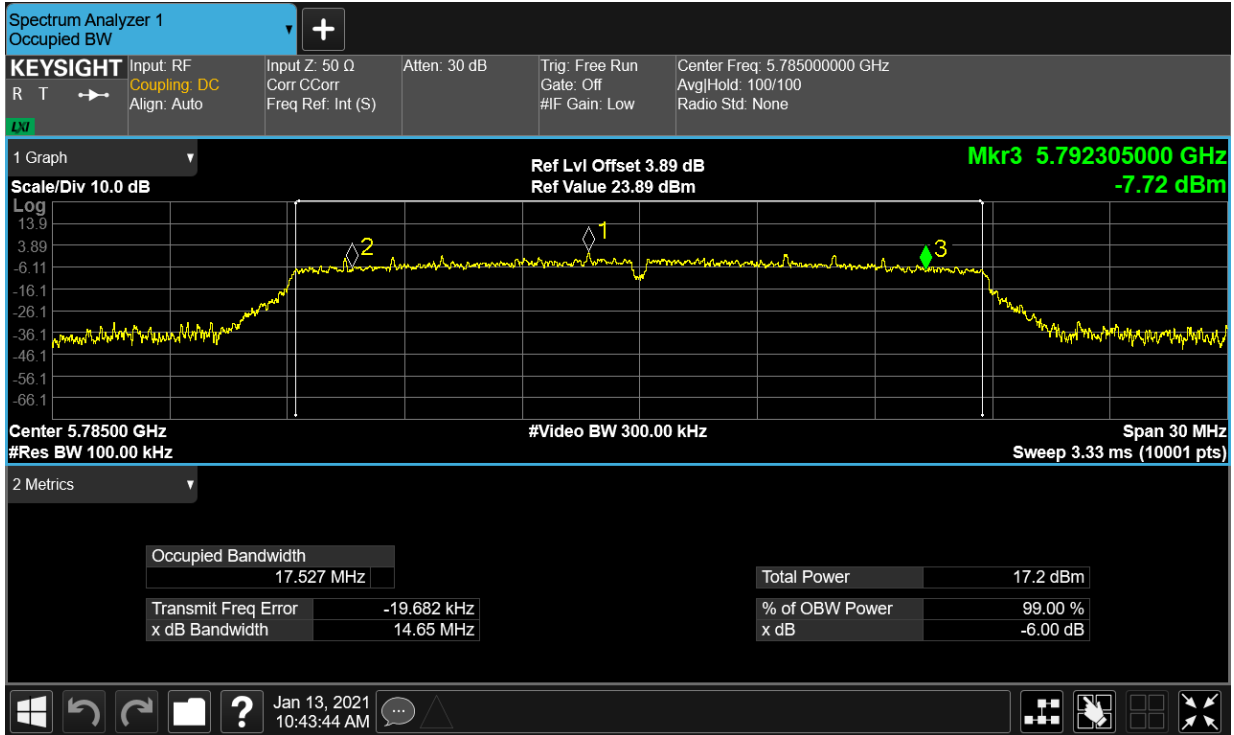 Spectrum Analyzer 1
Occupied BW
▼
+
KEYSIGHT
R T
LXI
Input: RF
Coupling: DC
Align: Auto
Input Z: 50 Ω
Corr CCorr
Freq Ref: Int (S)
Atten: 30 dB
Trig: Free Run
Gate: Off
#IF Gain: Low
Center Freq: 5.785000000 GHz
Avg|Hold: 100/100
Radio Std: None
1 Graph ▼
Scale/Div 10.0 dB
Ref Lvl Offset 3.89 dB
Ref Value 23.89 dBm
Mkr3 5.792305000 GHz
-7.72 dBm
Log
13.9
3.89
-6.11
-16.1
-26.1
-36.1
-46.1
-56.1
-66.1
2
1
3
Center 5.78500 GHz
#Video BW 300.00 kHz
Span 30 MHz
#Res BW 100.00 kHz
Sweep 3.33 ms (10001 pts)
2 Metrics ▼
Occupied Bandwidth
17.527 MHz
Transmit Freq Error -19.682 kHz
x dB Bandwidth 14.65 MHz
Total Power 17.2 dBm
% of OBW Power 99.00 %
x dB -6.00 dB
?
Jan 13, 2021
10:43:44 AM